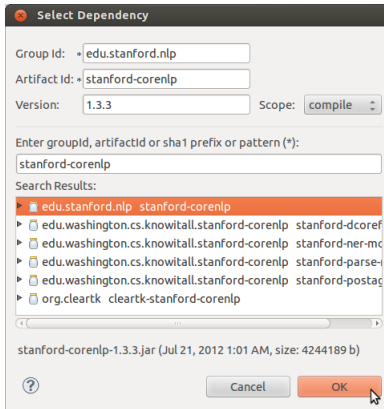 Select Dependency
Group Id: * edu.stanford.nlp
Artifact Id: * stanford-corenlp
Version: 1.3.3 Scope: compile
Enter groupId, artifactId or sha1 prefix or pattern (*):
stanford-corenlp
Search Results:
edu.stanford.nlp stanford-corenlp
edu.washington.cs.knowitall.stanford-corenlp stanford-dcoref
edu.washington.cs.knowitall.stanford-corenlp stanford-ner-mo
edu.washington.cs.knowitall.stanford-corenlp stanford-parse-
edu.washington.cs.knowitall.stanford-corenlp stanford-postag
org.cleartk cleartk-stanford-corenlp
stanford-corenlp-1.3.3.jar (Jul 21, 2012 1:01 AM, size: 4244189 b)
? Cancel OK